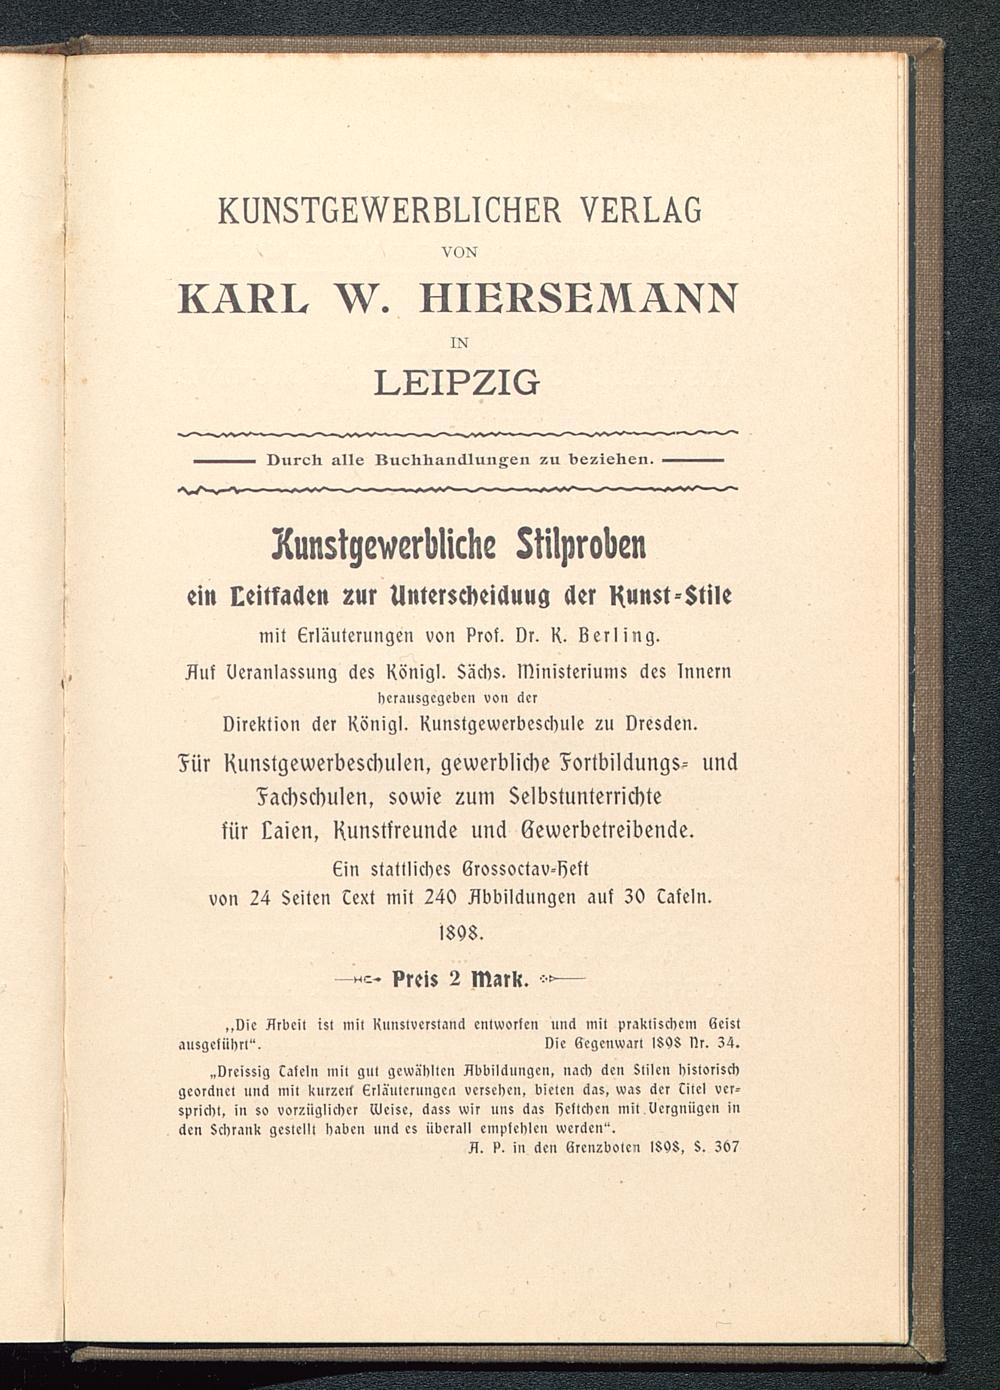 KUNSTGEWERBLICHER VERLAG
VON
KARL W. HIERSEMANN
IN
LEIPZIG
Durch alle Buchhandlungen zu beziehen.
Kunstgewerbliche Stilproben
ein Leitfaden zur Unterscheiduug der Kunst-Stile
mit Erläuterungen von Prof. Dr. K. Berling.
Auf Veranlassung des Königl. Sächs. Ministeriums des Innern
herausgegeben von der
Direktion der Königl. Kunstgewerbeschule zu Dresden.
Für Kunstgewerbeschulen, gewerbliche Fortbildungs- und
Fachschulen, sowie zum Selbstunterrichte
für Laien, Kunstfreunde und Gewerbetreibende.
Ein stattliches Grossoctav-Heft
von 24 Seiten Text mit 240 Abbildungen auf 30 Tafeln.
1898.
Preis 2 Mark.
,,Die Arbeit ist mit Kunstverstand entworfen und mit praktischem Geist
ausgeführt“. Die Gegenwart 1898 Nr. 34.
„Dreissig Tafeln mit gut gewählten Abbildungen, nach den Stilen historisch
geordnet und mit kurzen Erläuterungen versehen, bieten das, was der Titel ver-
spricht, in so vorzüglicher Weise, dass wir uns das Heftchen mit Vergnügen in
den Schrank gestellt haben und es überall empfehlen werden“.
A. P. in den Grenzboten 1898, S. 367